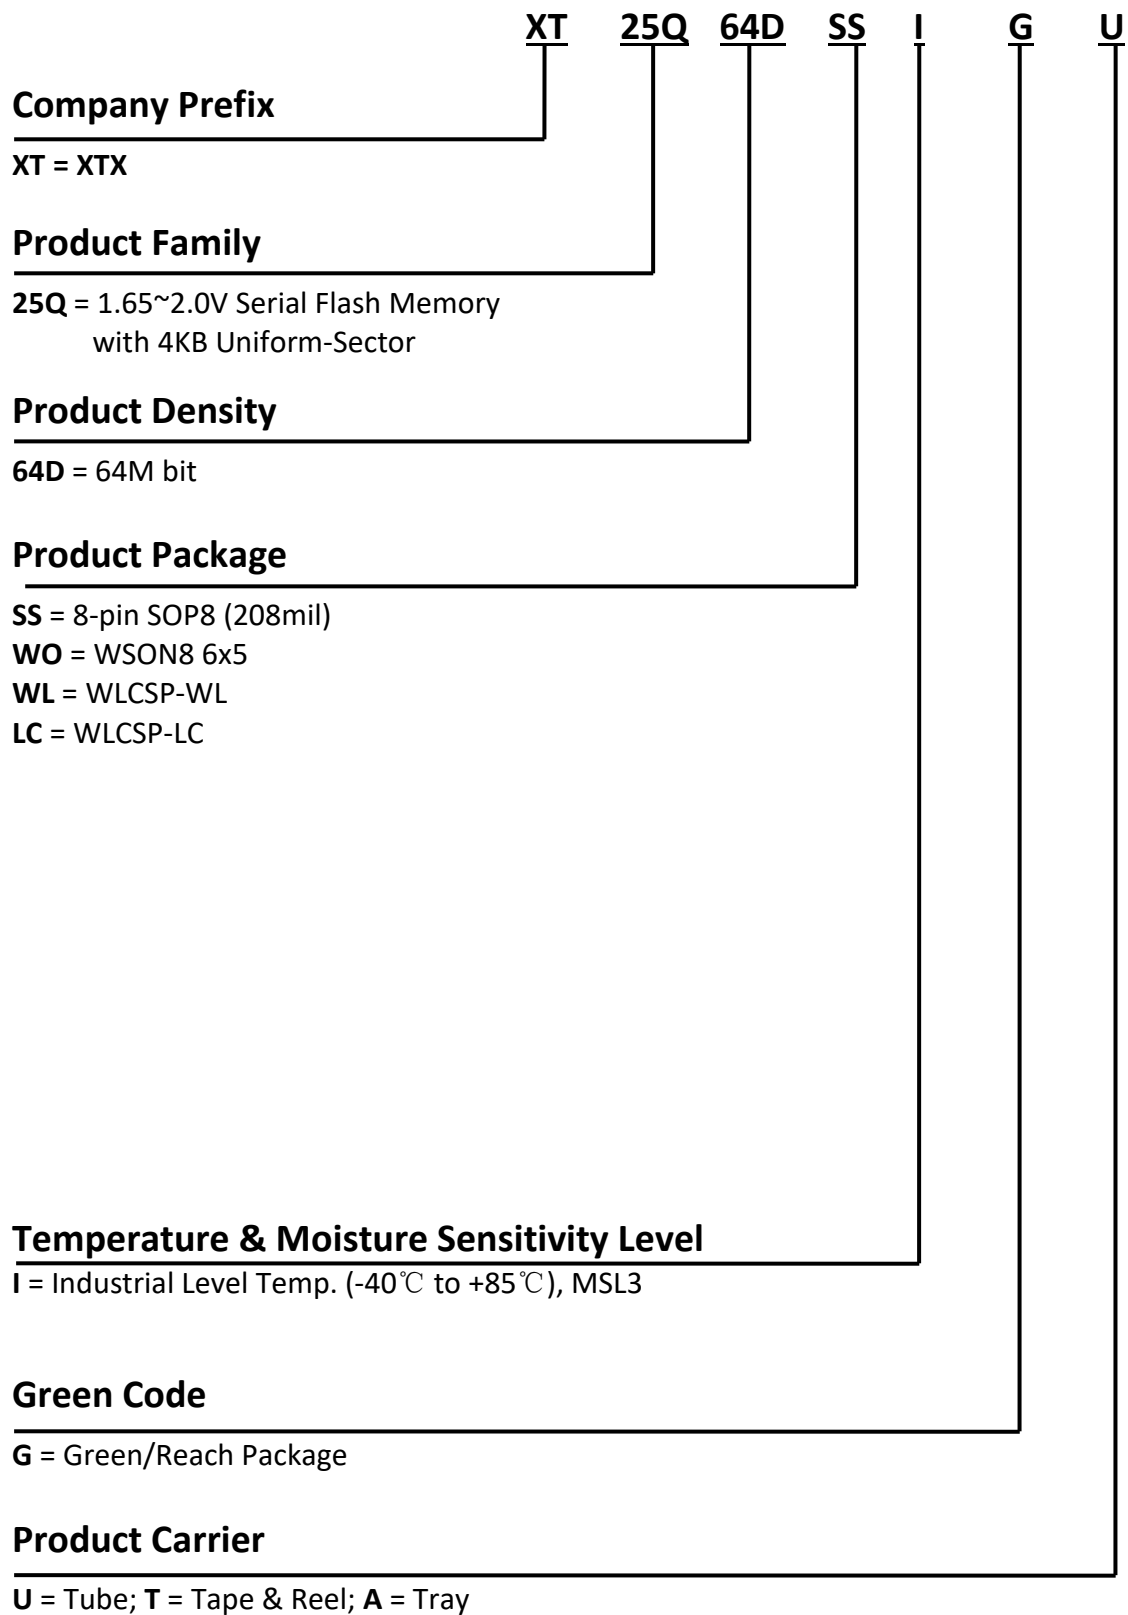 XT 25Q 64D SS I G U
Company Prefix
XT = XTX
Product Family
25Q = 1.65~2.0V Serial Flash Memory
with 4KB Uniform-Sector
Product Density
64D = 64M bit
Product Package
SS = 8-pin SOP8 (208mil)
WO = WSON8 6x5
WL = WLCSP-WL
LC = WLCSP-LC
Temperature & Moisture Sensitivity Level
I = Industrial Level Temp. (-40℃ to +85℃), MSL3
Green Code
G = Green/Reach Package
Product Carrier
U = Tube; T = Tape & Reel; A = Tray